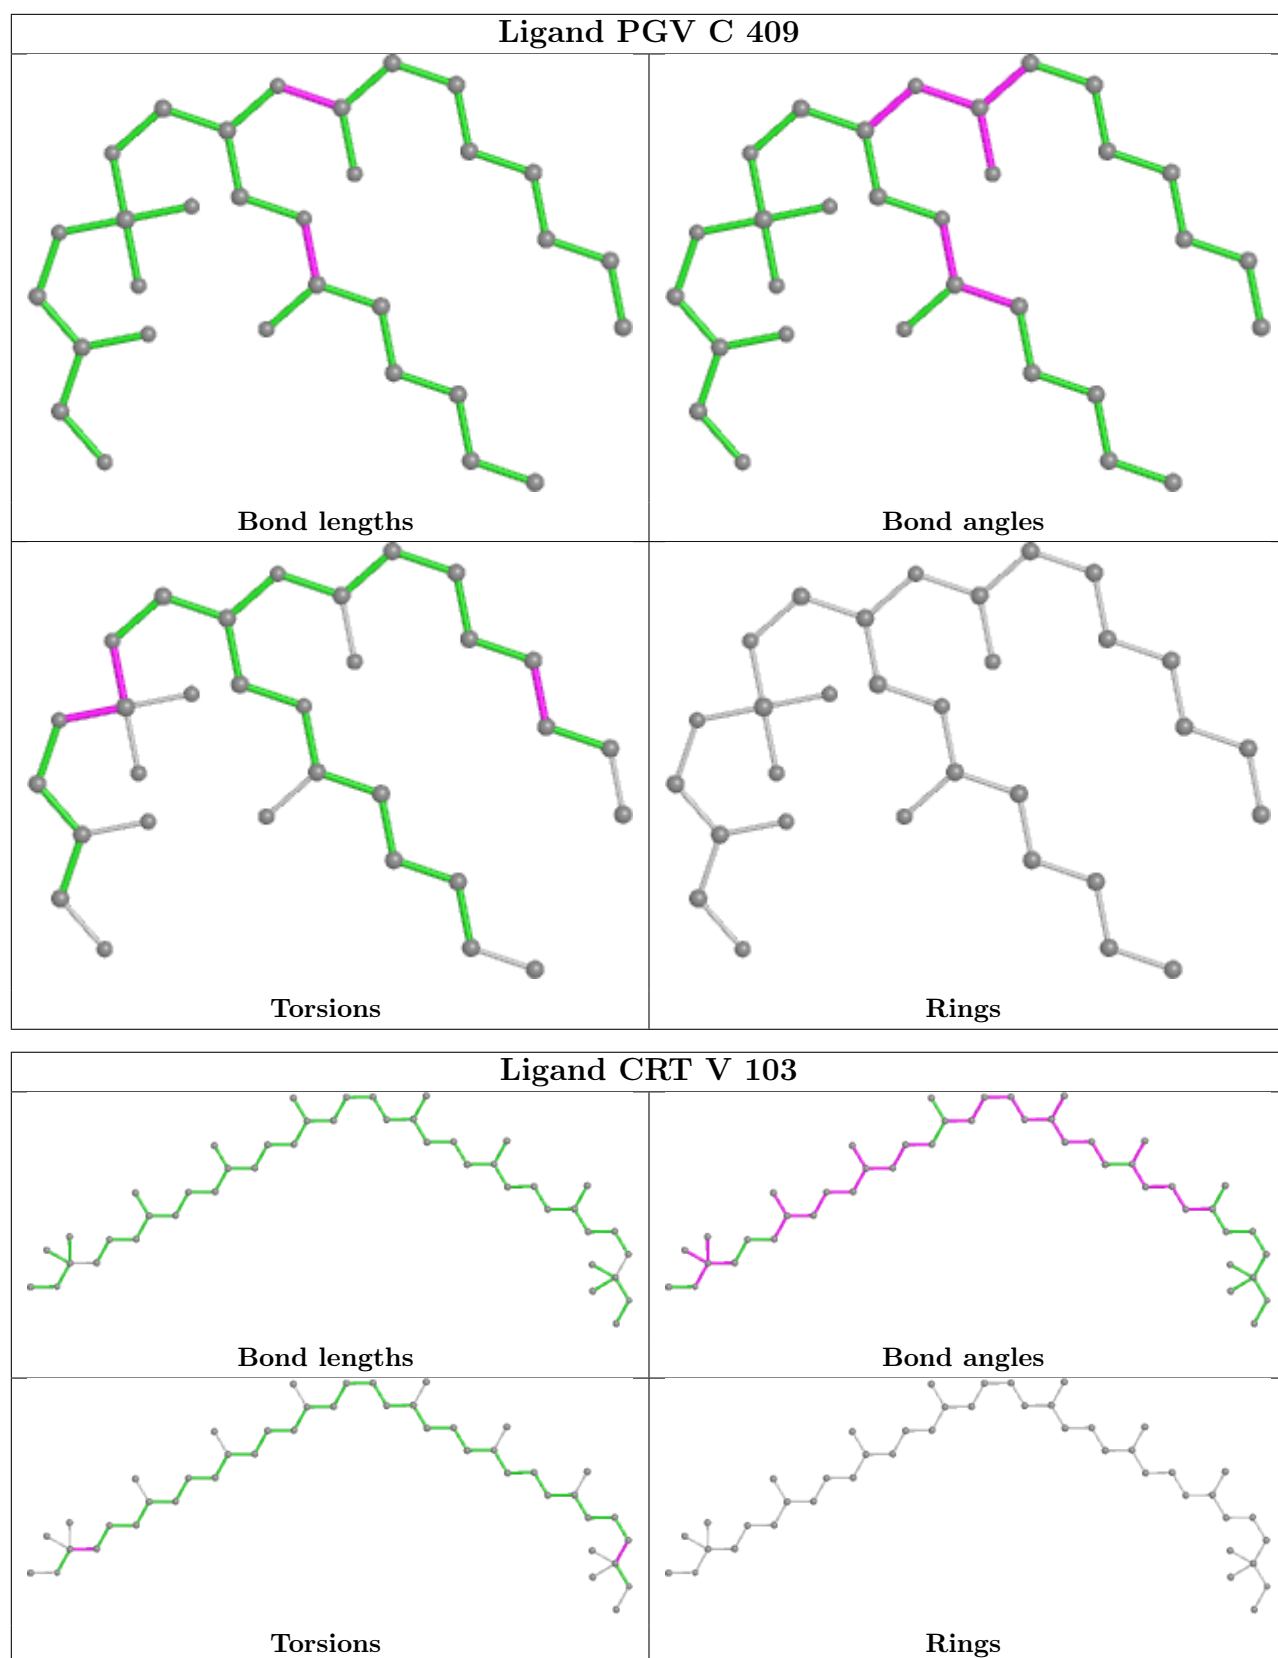 Ligand PGV C 409
Bond lengths
Bond angles
Torsions
Rings
Ligand CRT V 103
Bond lengths
Bond angles
Torsions
Rings